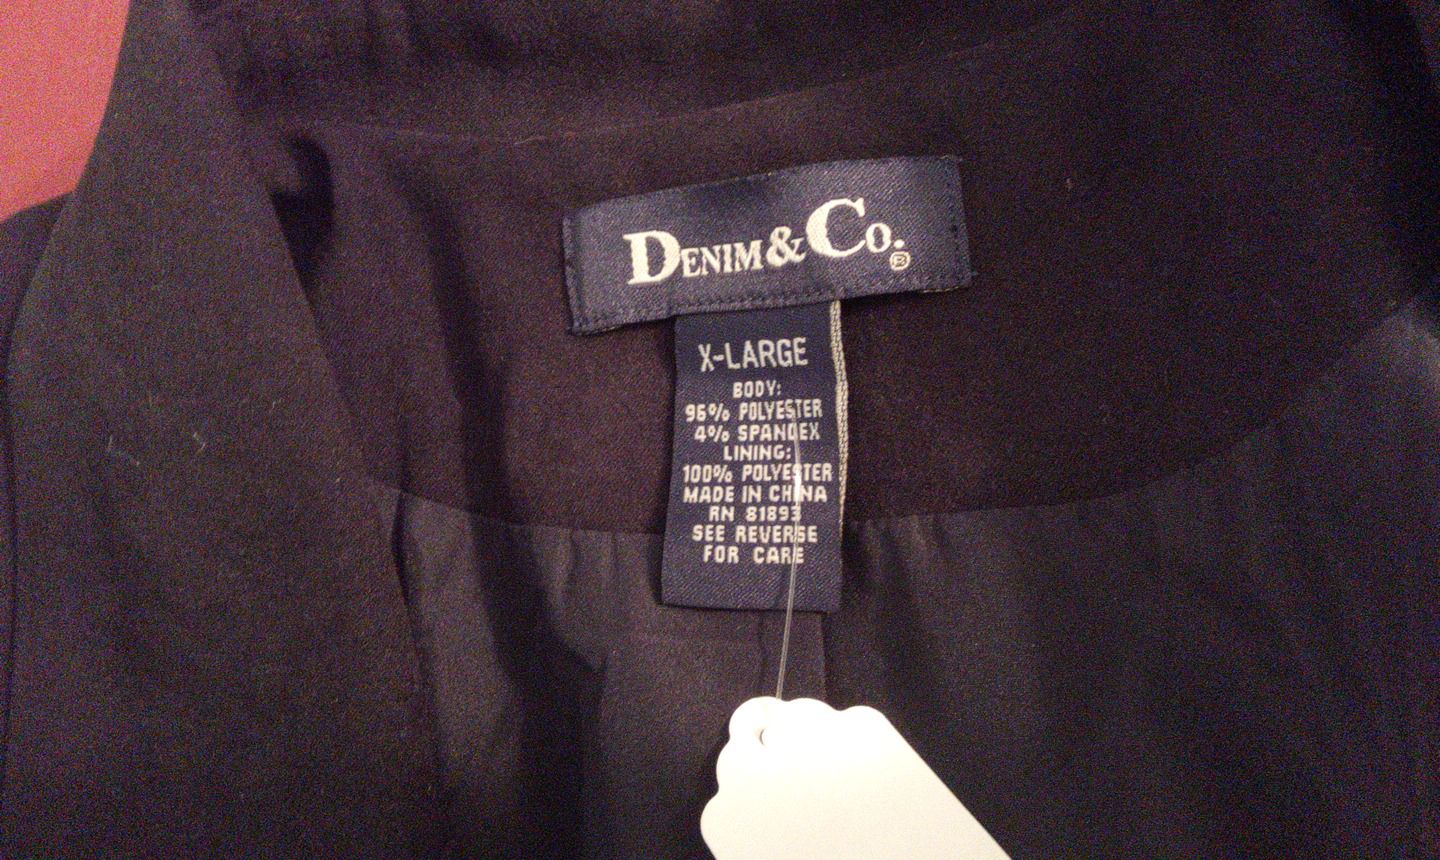 DENIM & CO.®
X-LARGE
BODY:
96% POLYESTER
4% SPANDEX
LINING:
100% POLYESTER
MADE IN CHINA
RN 81893
SEE REVERSE
FOR CARE